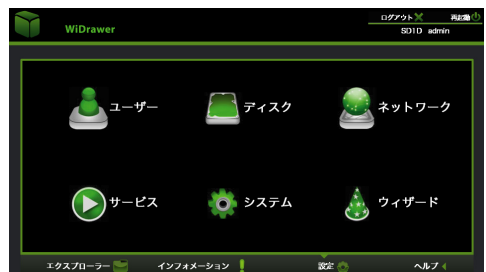 WiDrawer
ログアウト 再起動
SD1D admin
ユーザー ディスク ネットワーク
サービス システム ウィザード
エクスプローラー インフォメーション 設定 ヘルプ